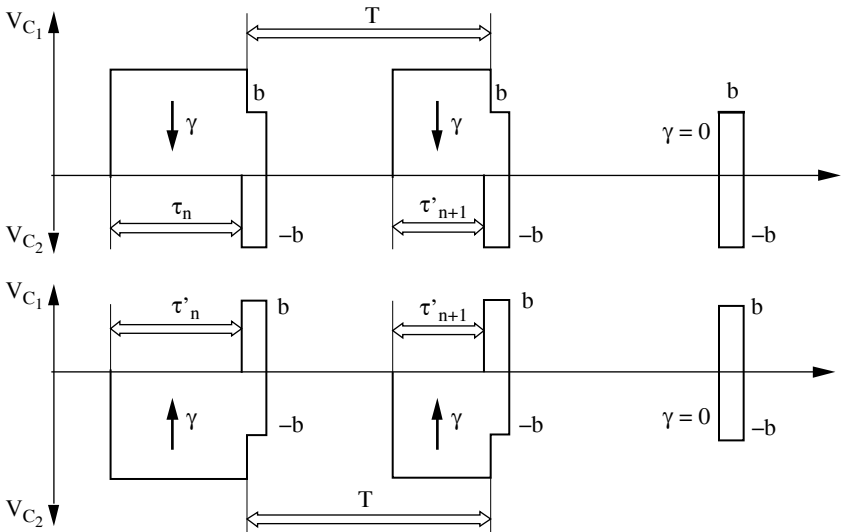 V_{C_1}
T
b
b
γ
γ
γ = 0
τ_n
τ'_{n+1}
V_{C_2}
–b
–b
–b
V_{C_1}
τ'_n
b
τ'_{n+1}
b
b
γ
γ
γ = 0
–b
–b
–b
T
V_{C_2}